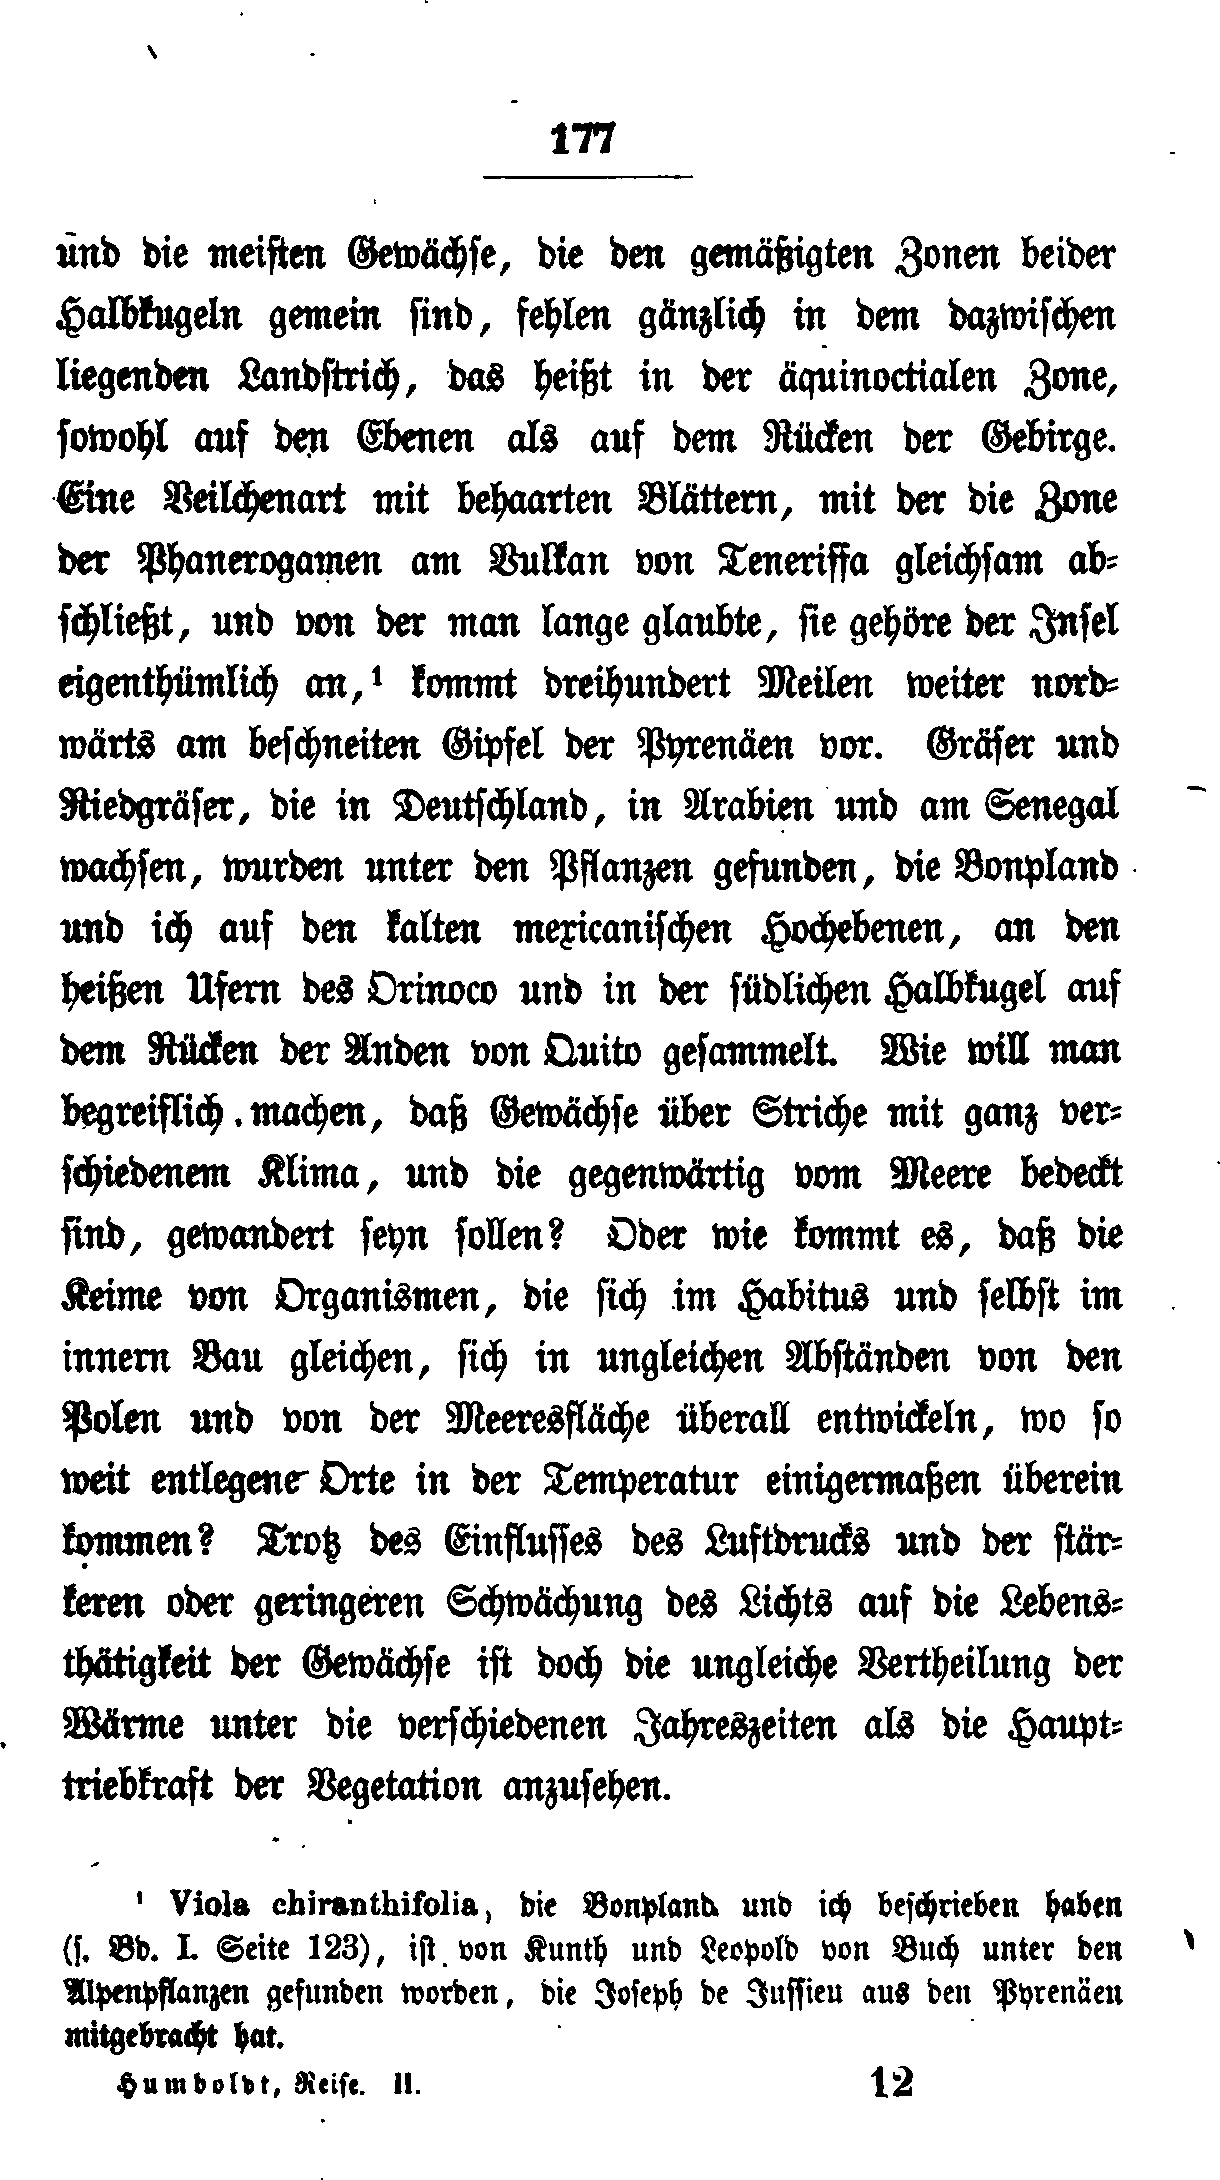 177
und die meisten Gewächse, die den gemäßigten Zonen beider
Halbkugeln gemein sind, fehlen gänzlich in dem dazwischen
liegenden Landstrich, das heißt in der äquinoctialen Zone,
sowohl auf den Ebenen als auf dem Rücken der Gebirge.
Eine Veilchenart mit behaarten Blättern, mit der die Zone
der Phanerogamen am Vulkan von Teneriffa gleichsam ab-
schließt, und von der man lange glaubte, sie gehöre der Insel
eigenthümlich an,¹ kommt dreihundert Meilen weiter nord-
wärts am beschneiten Gipfel der Pyrenäen vor. Gräser und
Riedgräser, die in Deutschland, in Arabien und am Senegal
wachsen, wurden unter den Pflanzen gefunden, die Bonpland
und ich auf den kalten mexicanischen Hochebenen, an den
heißen Ufern des Orinoco und in der südlichen Halbkugel auf
dem Rücken der Anden von Quito gesammelt. Wie will man
begreiflich machen, daß Gewächse über Striche mit ganz ver-
schiedenem Klima, und die gegenwärtig vom Meere bedeckt
sind, gewandert seyn sollen? Oder wie kommt es, daß die
Keime von Organismen, die sich im Habitus und selbst im
innern Bau gleichen, sich in ungleichen Abständen von den
Polen und von der Meeresfläche überall entwickeln, wo so
weit entlegene Orte in der Temperatur einigermaßen überein
kommen? Trotz des Einflusses des Luftdrucks und der stär-
keren oder geringeren Schwächung des Lichts auf die Lebens-
thätigkeit der Gewächse ist doch die ungleiche Vertheilung der
Wärme unter die verschiedenen Jahreszeiten als die Haupt-
triebkraft der Vegetation anzusehen.
¹ Viola chiranthifolia, die Bonpland und ich beschrieben haben
(s. Bd. I. Seite 123), ist von Kunth und Leopold von Buch unter den
Alpenpflanzen gefunden worden, die Joseph de Jussieu aus den Pyrenäen
mitgebracht hat.
Humboldt, Reise. II. 12